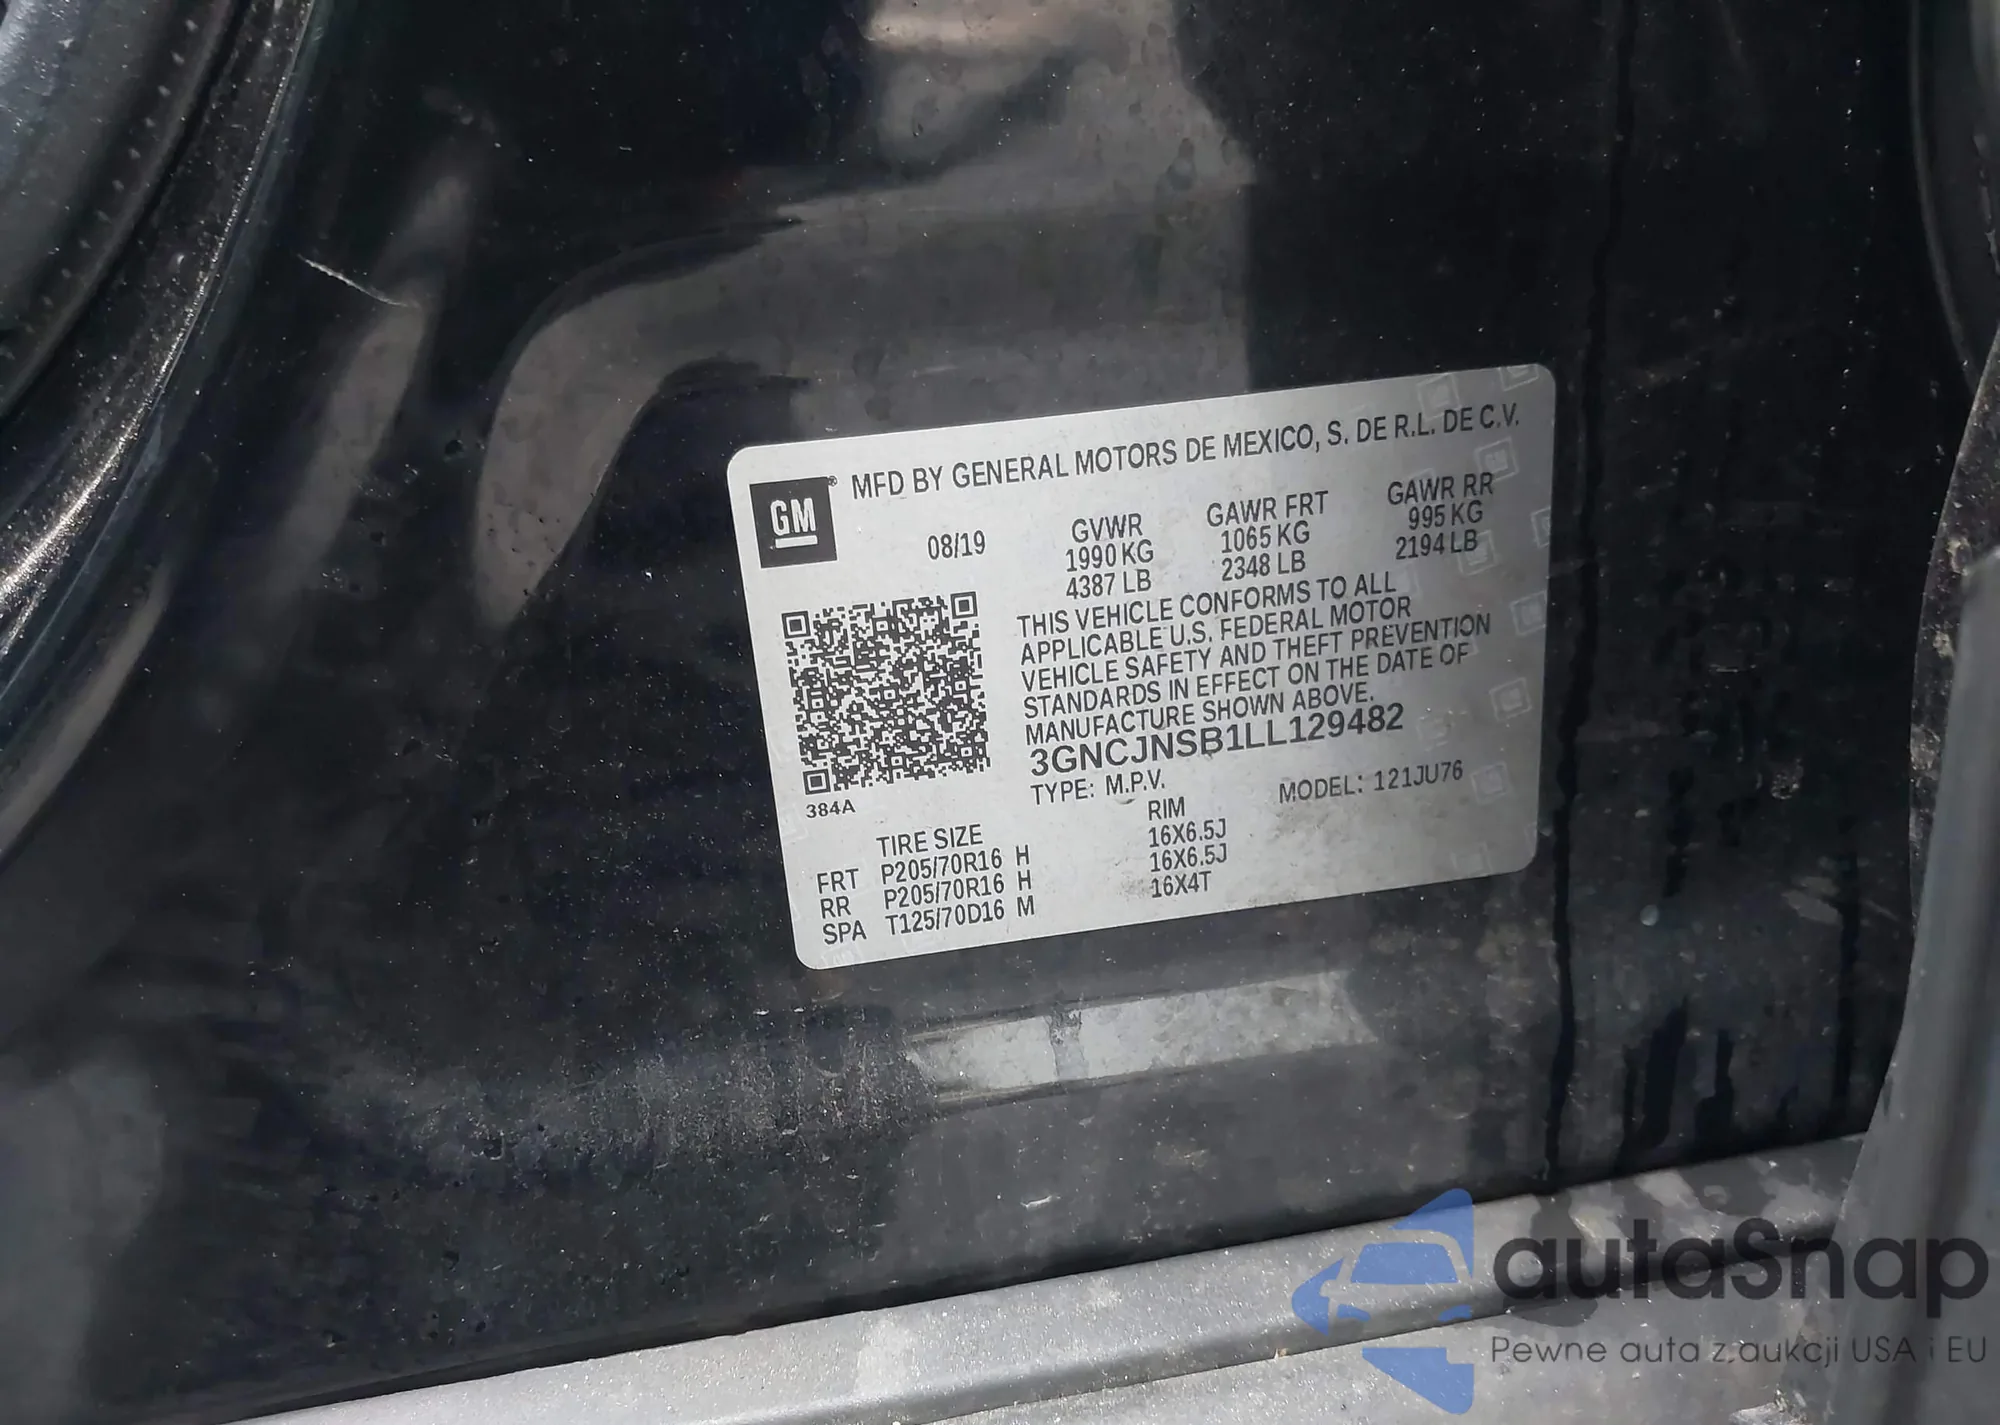 GM
MFD BY GENERAL MOTORS DE MEXICO, S. DE R.L. DE C.V.
08/19
GVWR GAWR FRT GAWR RR
1990 KG 1065 KG 995 KG
4387 LB 2348 LB 2194 LB
THIS VEHICLE CONFORMS TO ALL
APPLICABLE U.S. FEDERAL MOTOR
VEHICLE SAFETY AND THEFT PREVENTION
STANDARDS IN EFFECT ON THE DATE OF
MANUFACTURE SHOWN ABOVE.
3GNCJNSB1LL129482
TYPE: M.P.V. MODEL: 121JU76
384A
TIRE SIZE RIM
FRT P205/70R16 H 16X6.5J
RR P205/70R16 H 16X6.5J
SPA T125/70D16 M 16X4T
autaSnap
Pewne auta z aukcji USA i EU